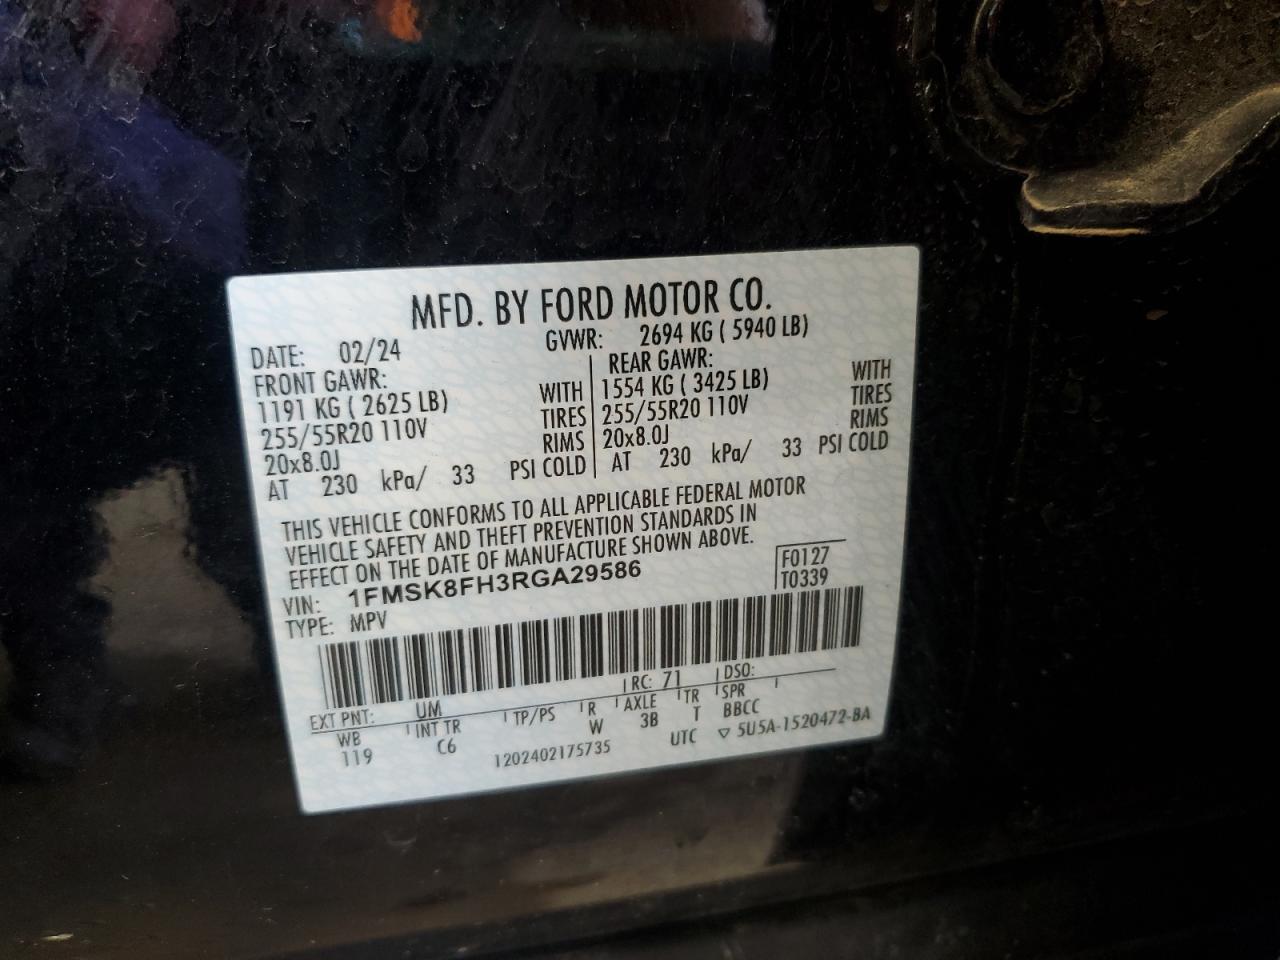 MFD. BY FORD MOTOR CO.
DATE: 02/24 GVWR: 2694 KG ( 5940 LB)
FRONT GAWR: REAR GAWR:
1191 KG ( 2625 LB) WITH 1554 KG ( 3425 LB) WITH
255/55R20 110V TIRES 255/55R20 110V TIRES
20x8.0J RIMS 20x8.0J RIMS
AT 230 kPa/ 33 PSI COLD AT 230 kPa/ 33 PSI COLD
THIS VEHICLE CONFORMS TO ALL APPLICABLE FEDERAL MOTOR
VEHICLE SAFETY AND THEFT PREVENTION STANDARDS IN
EFFECT ON THE DATE OF MANUFACTURE SHOWN ABOVE.
VIN: 1FMSK8FH3RGA29586 F0127
TYPE: MPV T0339
EXT PNT: UM RC: 71 DSO:
WB INT TR TP/PS R AXLE TR SPR
119 C6 W 3B T BBCC
1202402175735 UTC ▽ 5U5A-1520472-BA